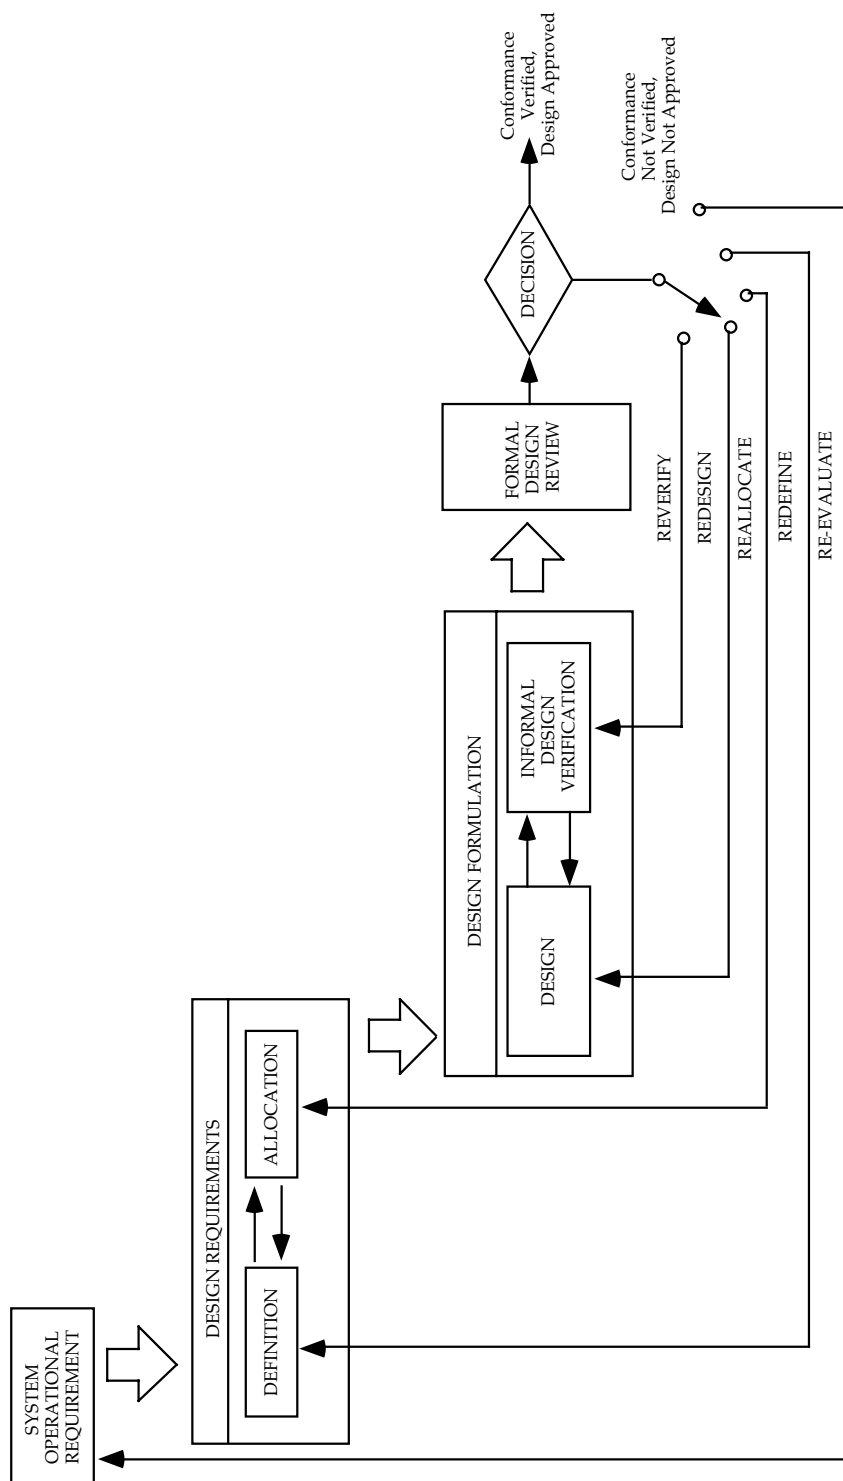 SYSTEM
OPERATIONAL
REQUIREMENT
DESIGN REQUIREMENTS
DEFINITION
ALLOCATION
DESIGN FORMULATION
DESIGN
INFORMAL
DESIGN
VERIFICATION
FORMAL
DESIGN
REVIEW
DECISION
Conformance
Verified,
Design Approved
Conformance
Not Verified,
Design Not Approved
REVERIFY
REDESIGN
REALLOCATE
REDEFINE
RE-EVALUATE